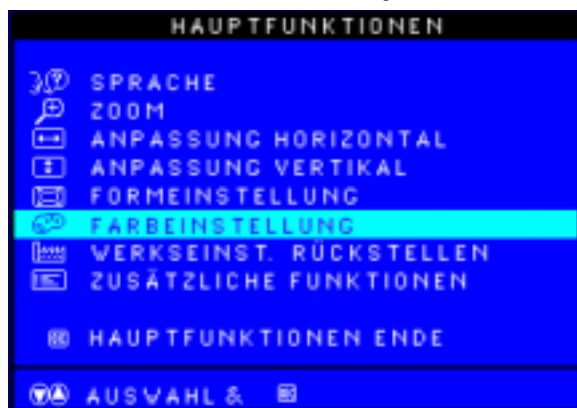 HAUPTFUNKTIONEN
SPRACHE
ZOOM
ANPASSUNG HORIZONTAL
ANPASSUNG VERTIKAL
FORMEINSTELLUNG
FARBEINSTELLUNG
WERKSEINST. RÜCKSTELLEN
ZUSÄTZLICHE FUNKTIONEN
HAUPTFUNKTIONEN ENDE
AUSWAHL &